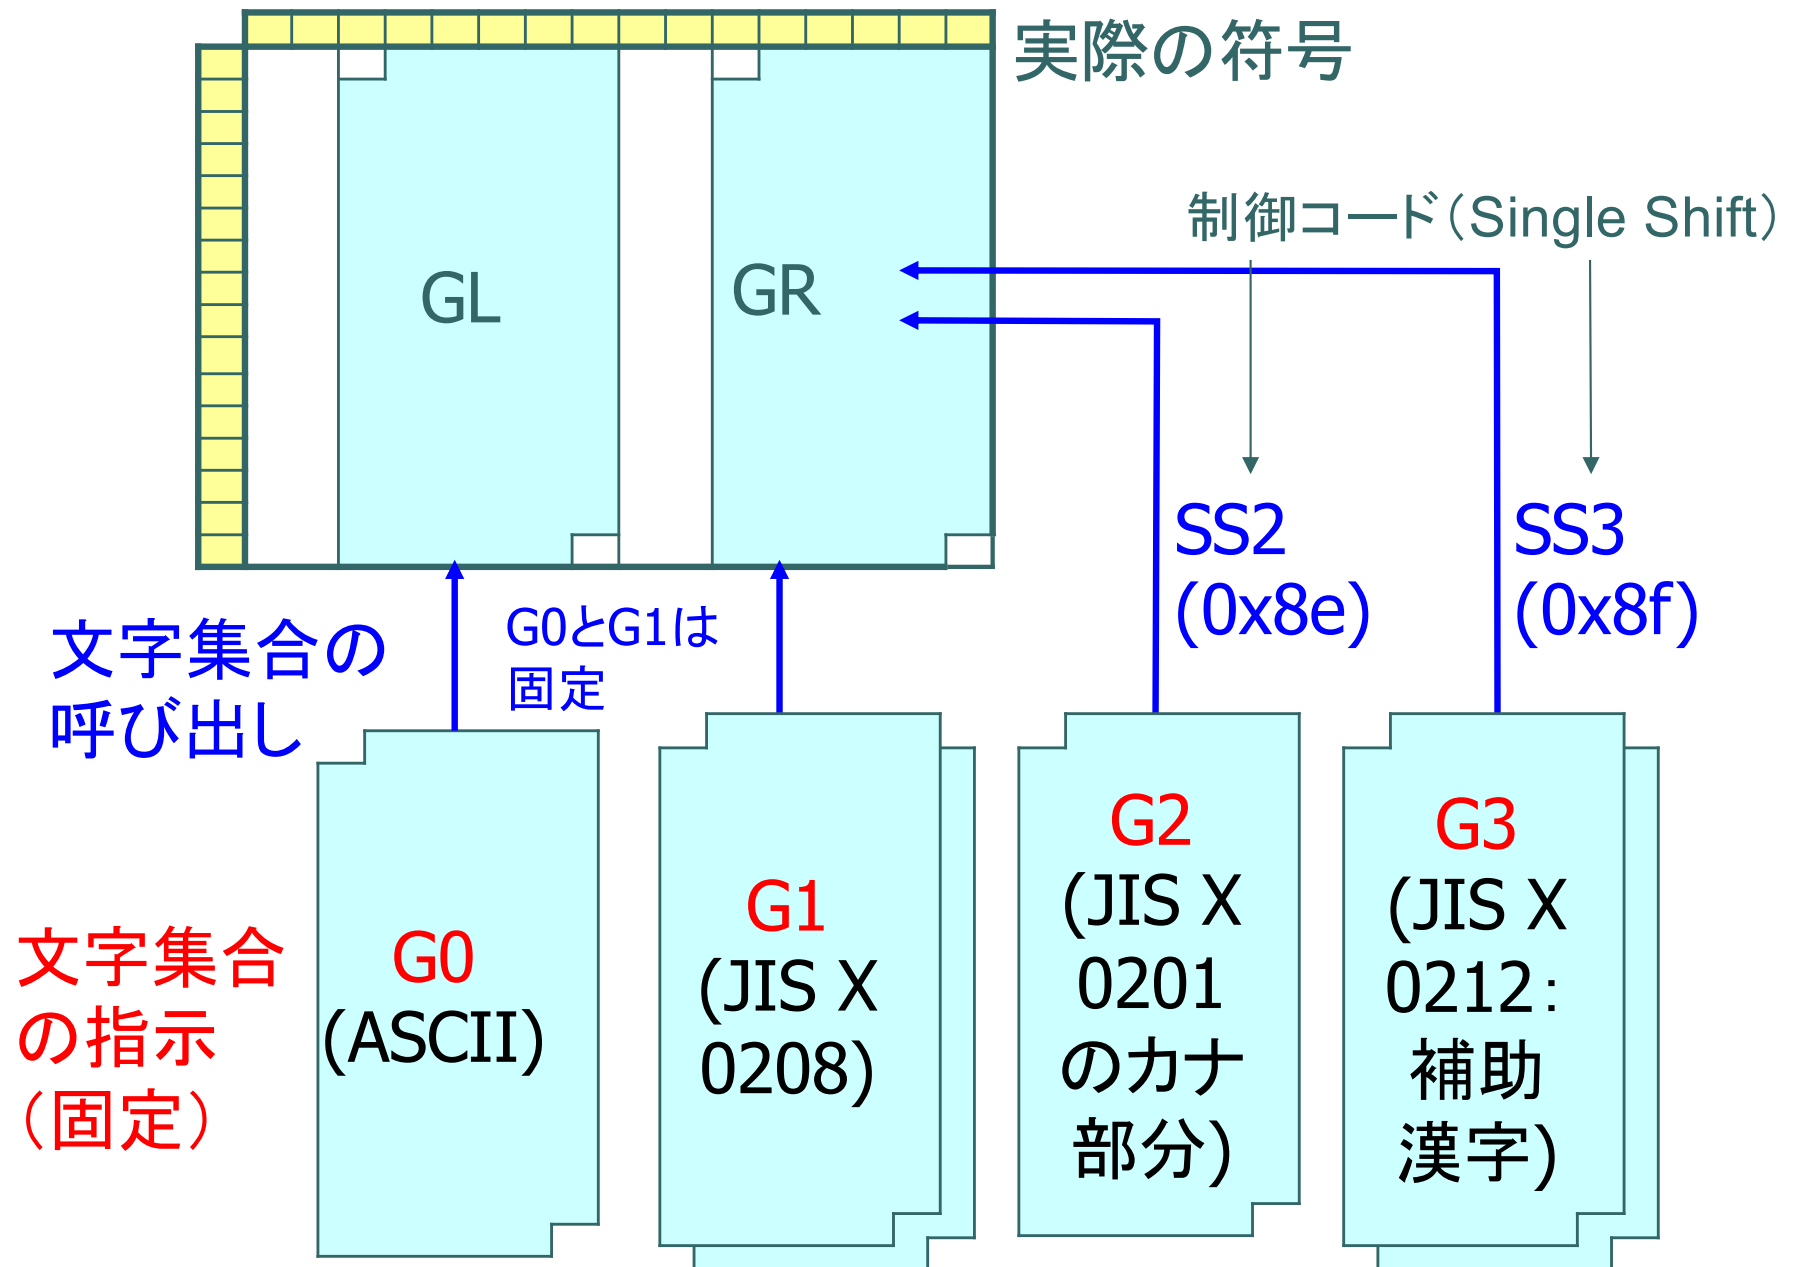 実際の符号
制御コード（Single Shift）
GL
GR
SS2
(0x8e)
SS3
(0x8f)
文字集合の
呼び出し
G0とG1は
固定
文字集合
の指示
（固定）
G0
(ASCII)
G1
(JIS X
0208)
G2
(JIS X
0201
のカナ
部分)
G3
(JIS X
0212：
補助
漢字)